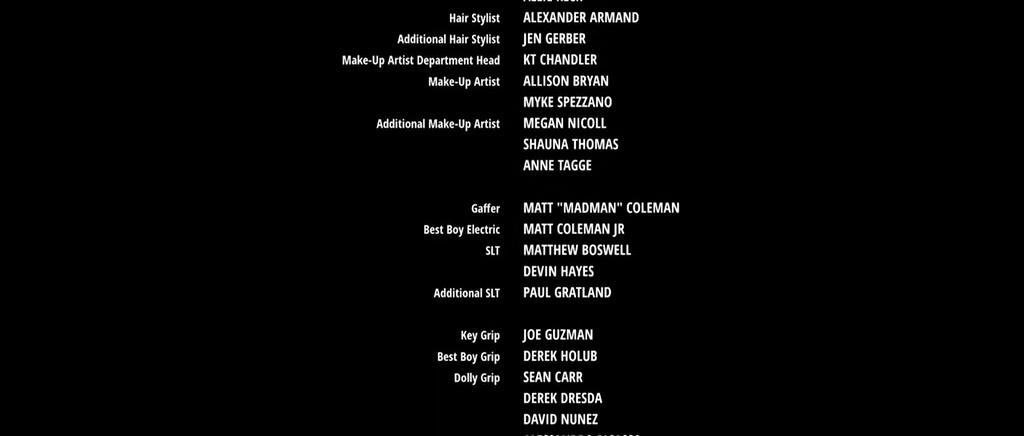 Hair Stylist ALEXANDER ARMAND
Additional Hair Stylist JEN GERBER
Make-Up Artist Department Head KT CHANDLER
Make-Up Artist ALLISON BRYAN
MYKE SPEZZANO
Additional Make-Up Artist MEGAN NICOLL
SHAUNA THOMAS
ANNE TAGGE
Gaffer MATT "MADMAN" COLEMAN
Best Boy Electric MATT COLEMAN JR
SLT MATTHEW BOSWELL
DEVIN HAYES
Additional SLT PAUL GRATLAND
Key Grip JOE GUZMAN
Best Boy Grip DEREK HOLUB
Dolly Grip SEAN CARR
DEREK DRESDA
DAVID NUNEZ